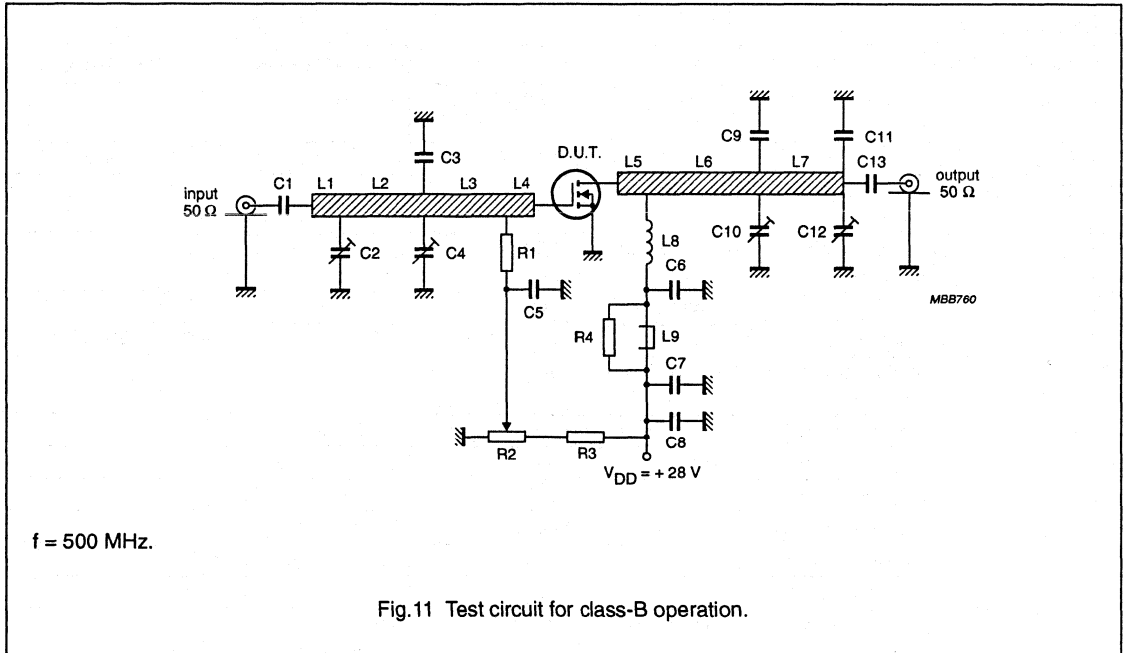 C9
C11
D.U.T.
L5
L6
L7
C13
output
50 Ω
C3
input
50 Ω
C1
L1
L2
L3
L4
C2
C4
R1
C10
C12
L8
C6
MBB760
C5
R4
L9
C7
C8
R2
R3
VDD = + 28 V
f = 500 MHz.
Fig.11 Test circuit for class-B operation.